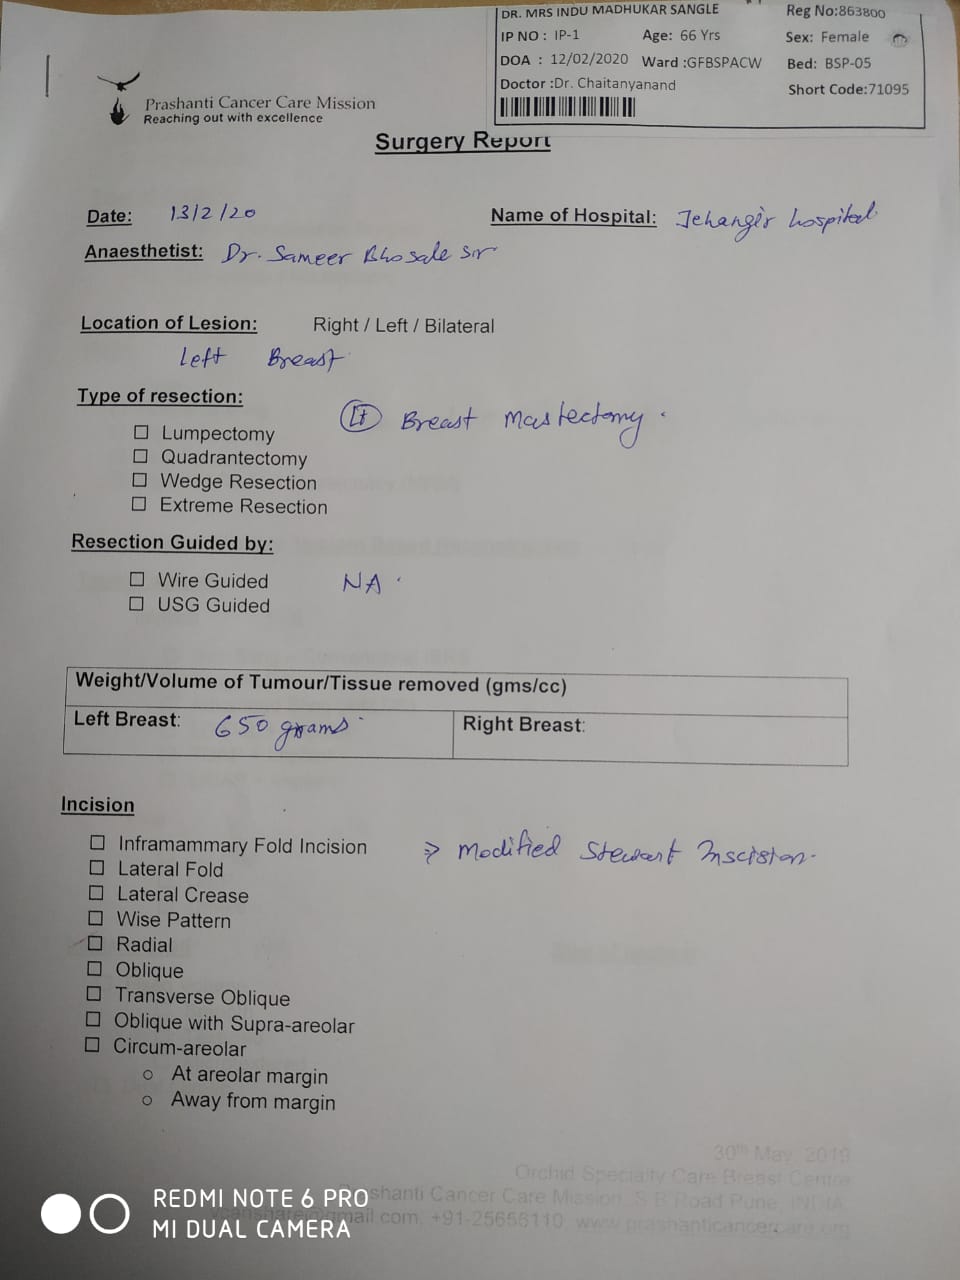 DR. MRS INDU MADHUKAR SANGLE Reg No:863800
IP NO : IP-1 Age: 66 Yrs Sex: Female
DOA : 12/02/2020 Ward :GFBSPACW Bed: BSP-05
Doctor :Dr. Chaitanyanand Short Code:71095
Prashanti Cancer Care Mission
Reaching out with excellence
Surgery Report
Date: 13/2/20 Name of Hospital: Jehangir hospital
Anaesthetist: Dr. Sameer Bhosale Sir
Location of Lesion: Right / Left / Bilateral
Left Breast
Type of resection:
Lt Breast Mastectomy.
☐ Lumpectomy
☐ Quadrantectomy
☐ Wedge Resection
☐ Extreme Resection
Resection Guided by:
☐ Wire Guided NA
☐ USG Guided
Weight/Volume of Tumour/Tissue removed (gms/cc)
Left Breast: 650 grams Right Breast:
Incision
☐ Inframammary Fold Incision ⇒ Modified Stewart Inscision.
☐ Lateral Fold
☐ Lateral Crease
☐ Wise Pattern
☐ Radial
☐ Oblique
☐ Transverse Oblique
☐ Oblique with Supra-areolar
☐ Circum-areolar
○ At areolar margin
○ Away from margin
30th May, 2019
Orchid Specialty Care Breast Centre
Prashanti Cancer Care Mission, S B Road Pune, INDIA
mail.com, +91-25656110 www.prashanticancercare.org
REDMI NOTE 6 PRO
MI DUAL CAMERA